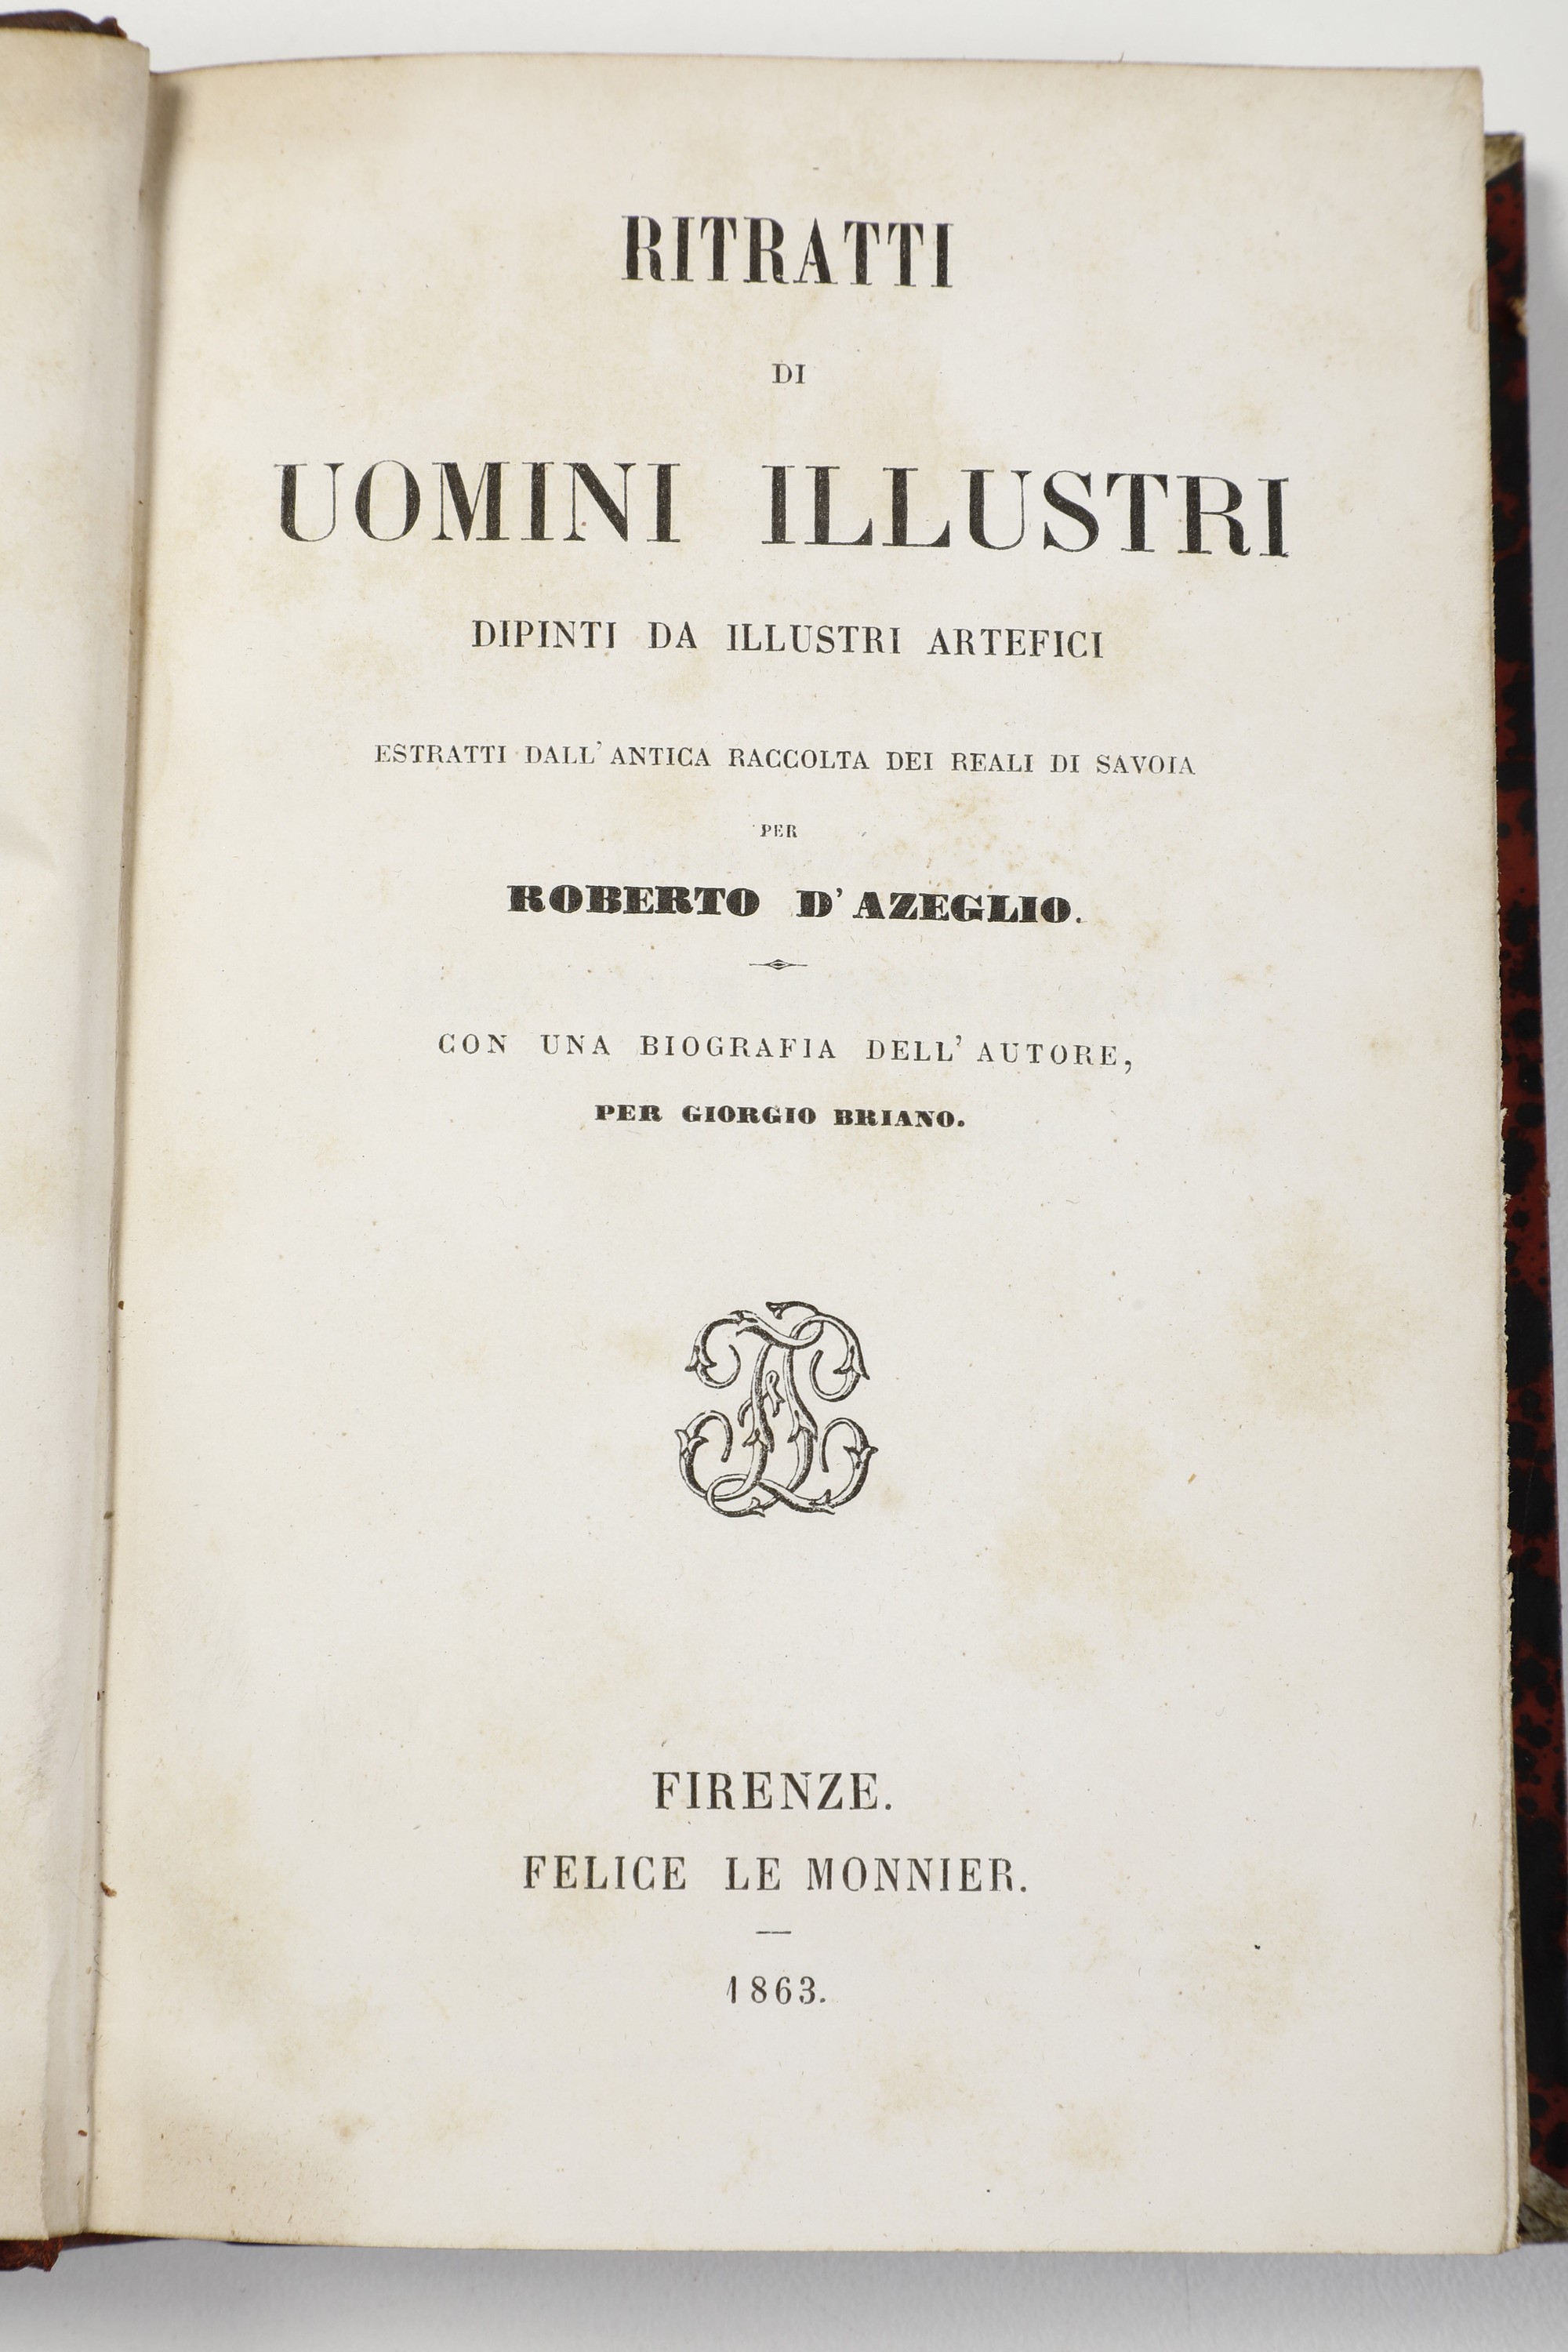 RITRATTI
DI
UOMINI ILLUSTRI
DIPINTI DA ILLUSTRI ARTEFICI
ESTRATTI DALL' ANTICA RACCOLTA DEI REALI DI SAVOIA
PER
ROBERTO D' AZEGLIO.
CON UNA BIOGRAFIA DELL' AUTORE,
PER GIORGIO BRIANO.
FIRENZE.
FELICE LE MONNIER.
1863.